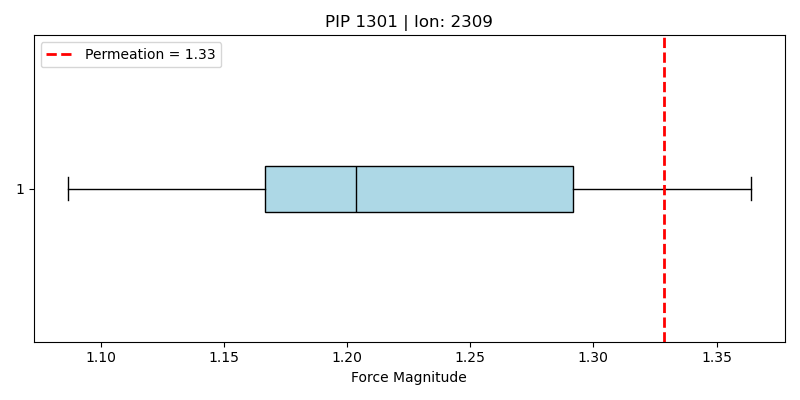 PIP 1301 | Ion: 2309
Permeation = 1.33
1
1.10 1.15 1.20 1.25 1.30 1.35
Force Magnitude